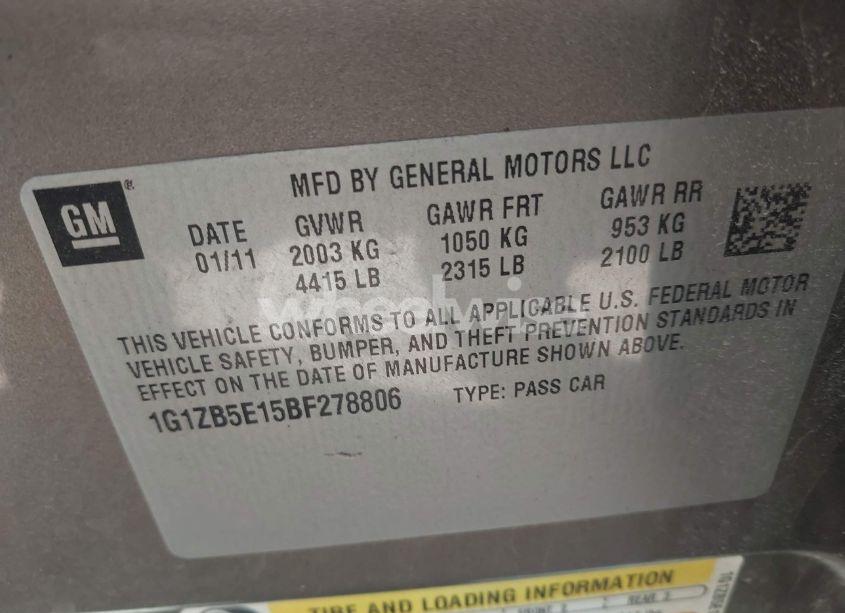 MFD BY GENERAL MOTORS LLC
GM
DATE GVWR GAWR FRT GAWR RR
01/11 2003 KG 1050 KG 953 KG
4415 LB 2315 LB 2100 LB
THIS VEHICLE CONFORMS TO ALL APPLICABLE U.S. FEDERAL MOTOR
VEHICLE SAFETY, BUMPER, AND THEFT PREVENTION STANDARDS IN
EFFECT ON THE DATE OF MANUFACTURE SHOWN ABOVE.
1G1ZB5E15BF278806 TYPE: PASS CAR
TIRE AND LOADING INFORMATION